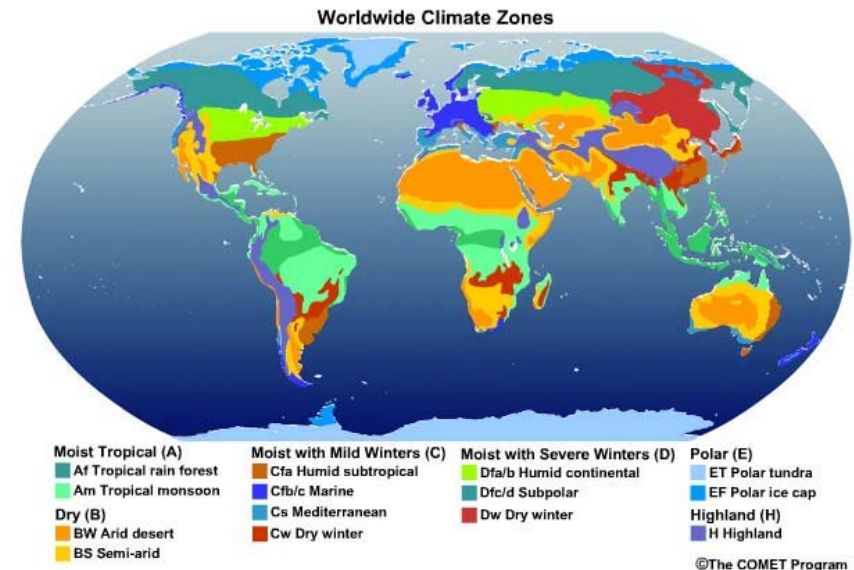 Worldwide Climate Zones
Moist Tropical (A)
Af Tropical rain forest
Am Tropical monsoon
Dry (B)
BW Arid desert
BS Semi-arid
Moist with Mild Winters (C)
Cfa Humid subtropical
Cfb/c Marine
Cs Mediterranean
Cw Dry winter
Moist with Severe Winters (D)
Dfa/b Humid continental
Dfc/d Subpolar
Dw Dry winter
Polar (E)
ET Polar tundra
EF Polar ice cap
Highland (H)
H Highland
©The COMET Program